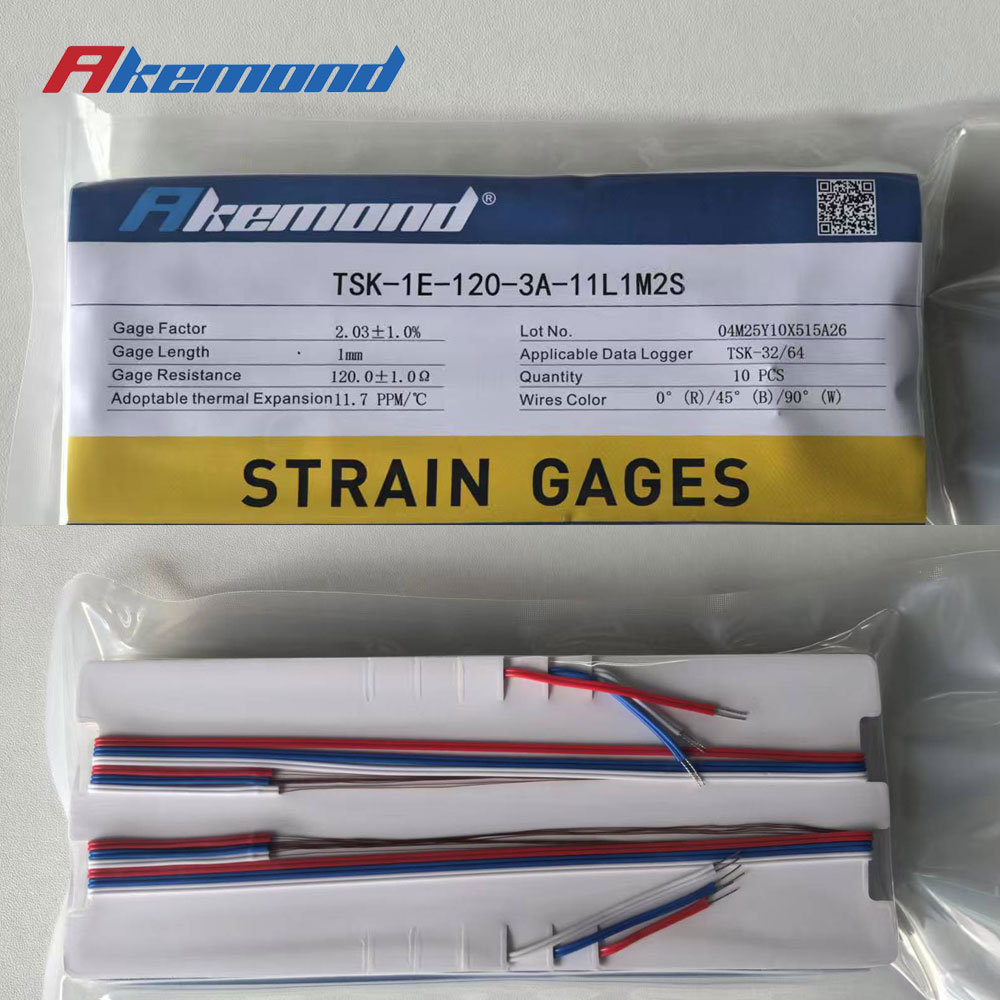 Akemond
Akemond®
TSK-1E-120-3A-11L1M2S
Gage Factor 2.03±1.0%
Gage Length 1mm
Gage Resistance 120.0±1.0Ω
Adoptable thermal Expansion 11.7 PPM/℃
Lot No. 04M25Y10X515A26
Applicable Data Logger TSK-32/64
Quantity 10 PCS
Wires Color 0° (R)/45° (B)/90° (W)
STRAIN GAGES